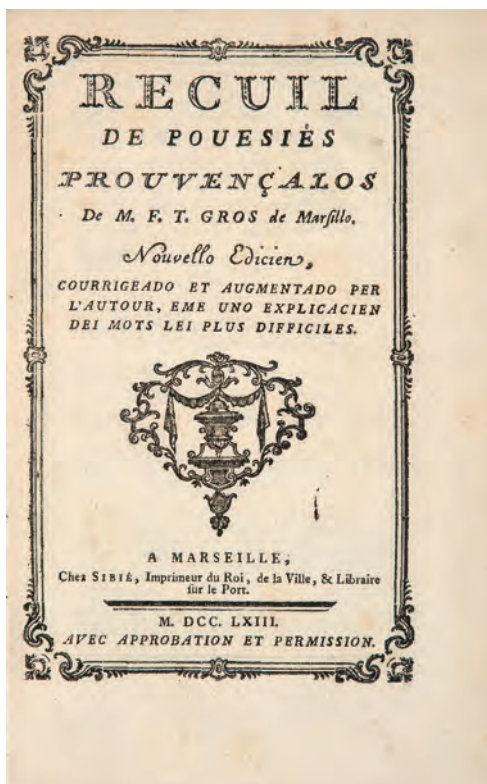 RECUIL
DE POUESIÈS
PROUVENÇALOS
De M. F. T. GROS de Marſillo.
Nouvello Edicien,
COURRIGEADO ET AUGMENTADO PER
L'AUTOUR, EME UNO EXPLICACIEN
DEI MOTS LEI PLUS DIFFICILES.
A MARSEILLE,
Chez SIBIÉ, Imprimeur du Roi, de la Ville, & Libraire
ſur le Port.
M. DCC. LXIII.
AVEC APPROBATION ET PERMISSION.